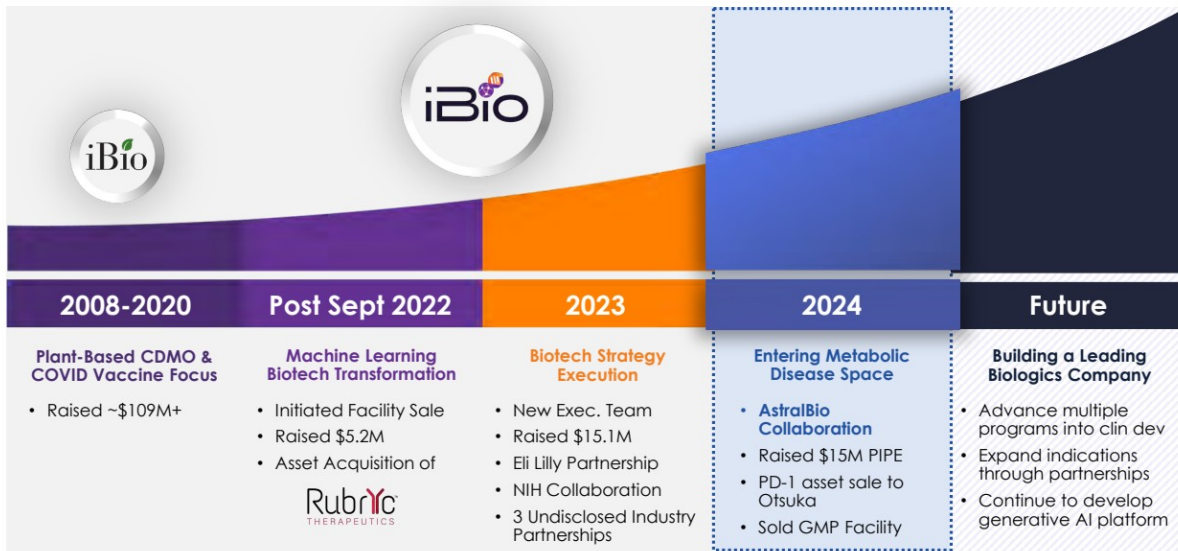 iBio
iBio
2008-2020
Post Sept 2022
2023
2024
Future
Plant-Based CDMO &
COVID Vaccine Focus
• Raised ~$109M+
Machine Learning
Biotech Transformation
• Initiated Facility Sale
• Raised $5.2M
• Asset Acquisition of
RubrYc
THERAPEUTICS
Biotech Strategy
Execution
• New Exec. Team
• Raised $15.1M
• Eli Lilly Partnership
• NIH Collaboration
• 3 Undisclosed Industry
Partnerships
Entering Metabolic
Disease Space
• AstralBio
Collaboration
• Raised $15M PIPE
• PD-1 asset sale to
Otsuka
• Sold GMP Facility
Building a Leading
Biologics Company
• Advance multiple
programs into clin dev
• Expand indications
through partnerships
• Continue to develop
generative AI platform